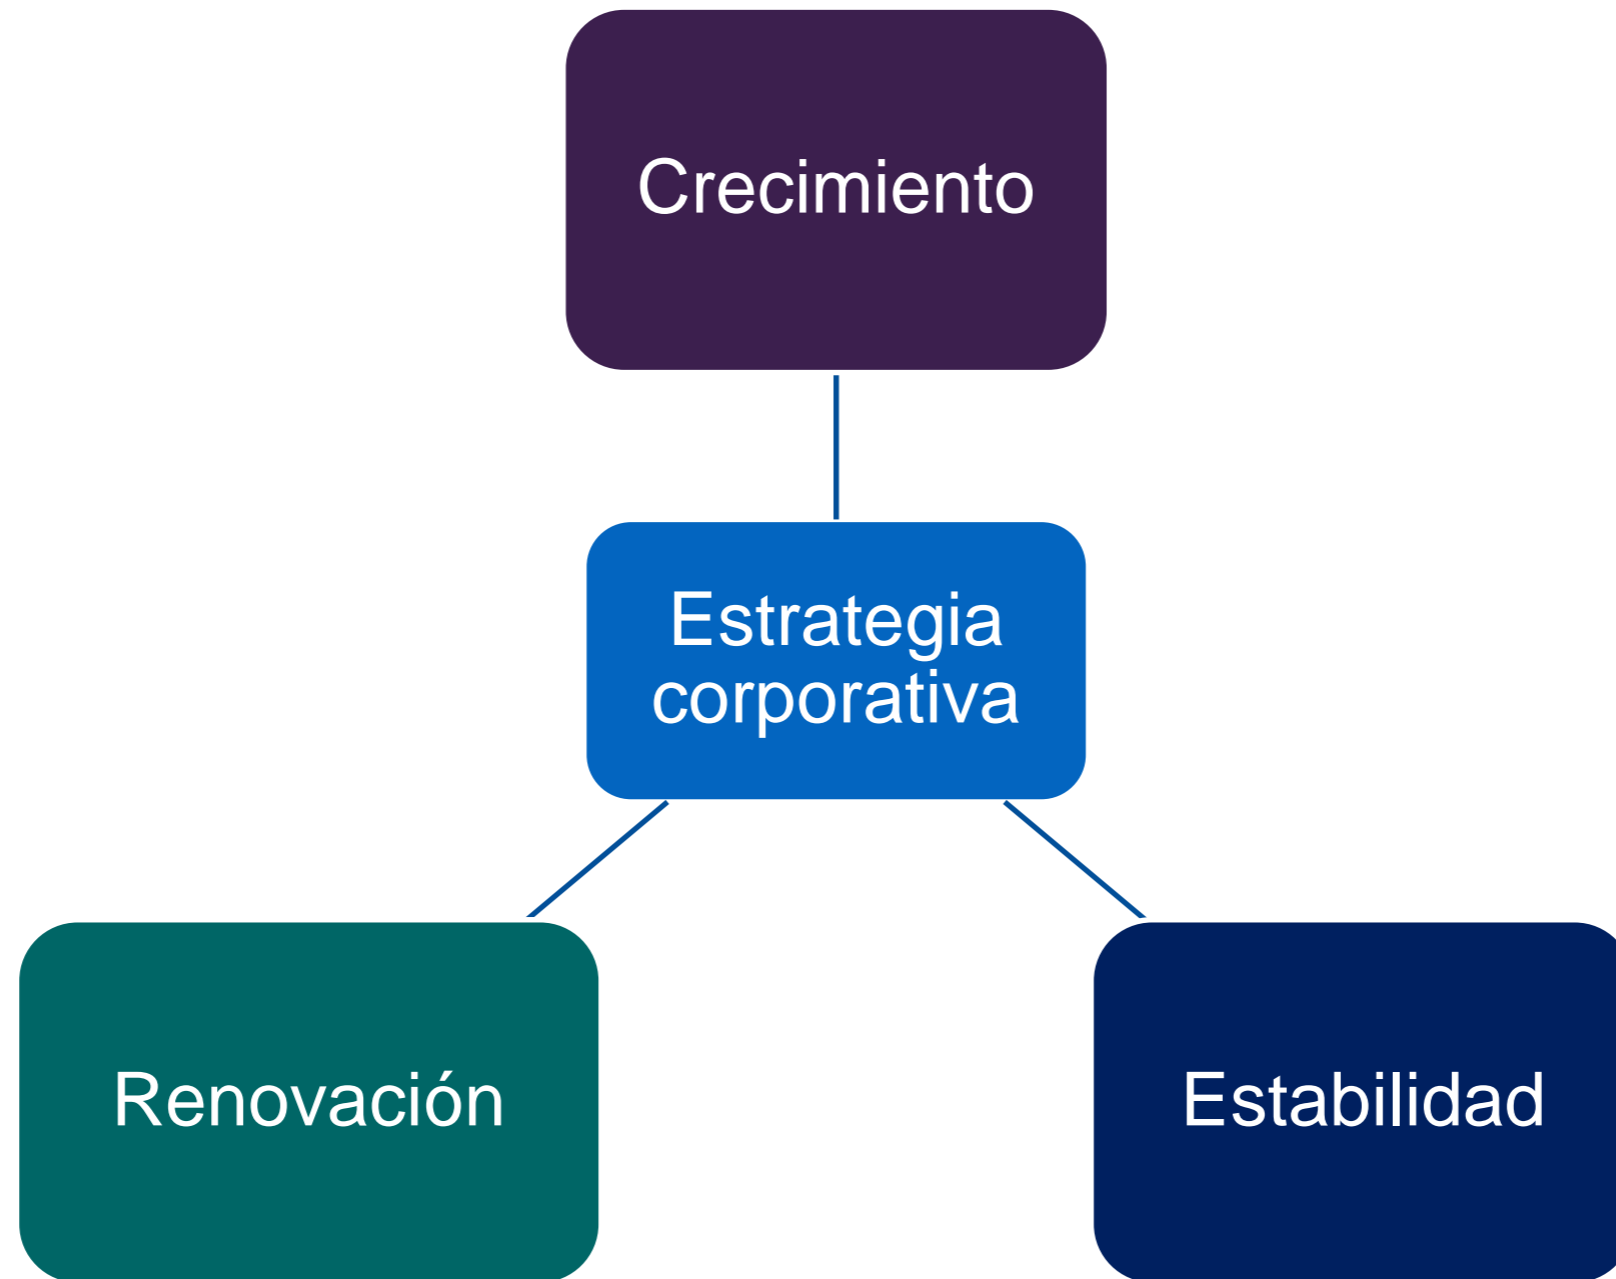 Crecimiento
Estrategia
corporativa
Renovación
Estabilidad